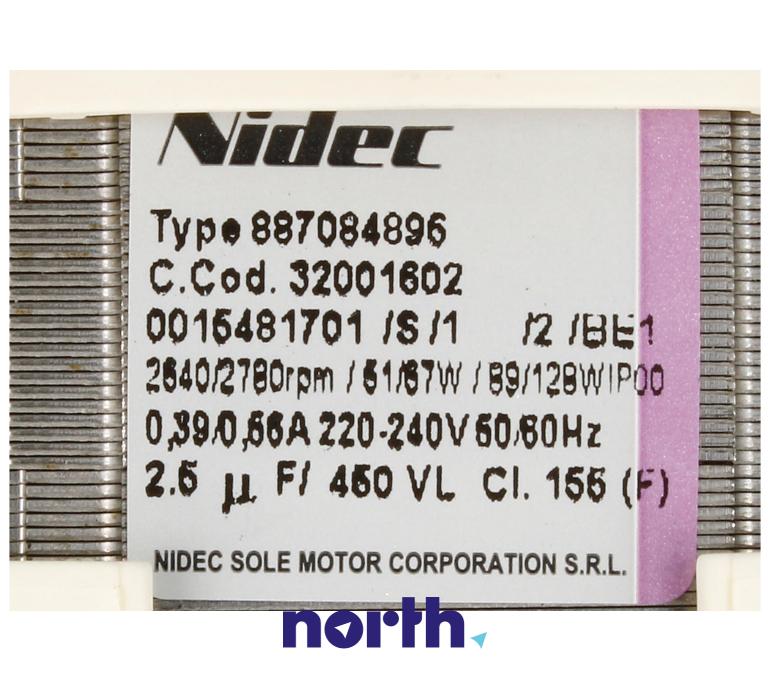 Nidec
Type 887084896
C.Cod. 32001602
0015481701 /S /1 /2 /BE1
2640/2780rpm / 51/67W / 89/128W IP00
0,39/0,56A 220-240V 50/60Hz
2.5 µ F/ 450 VL Cl. 155 (F)
NIDEC SOLE MOTOR CORPORATION S.R.L.
north